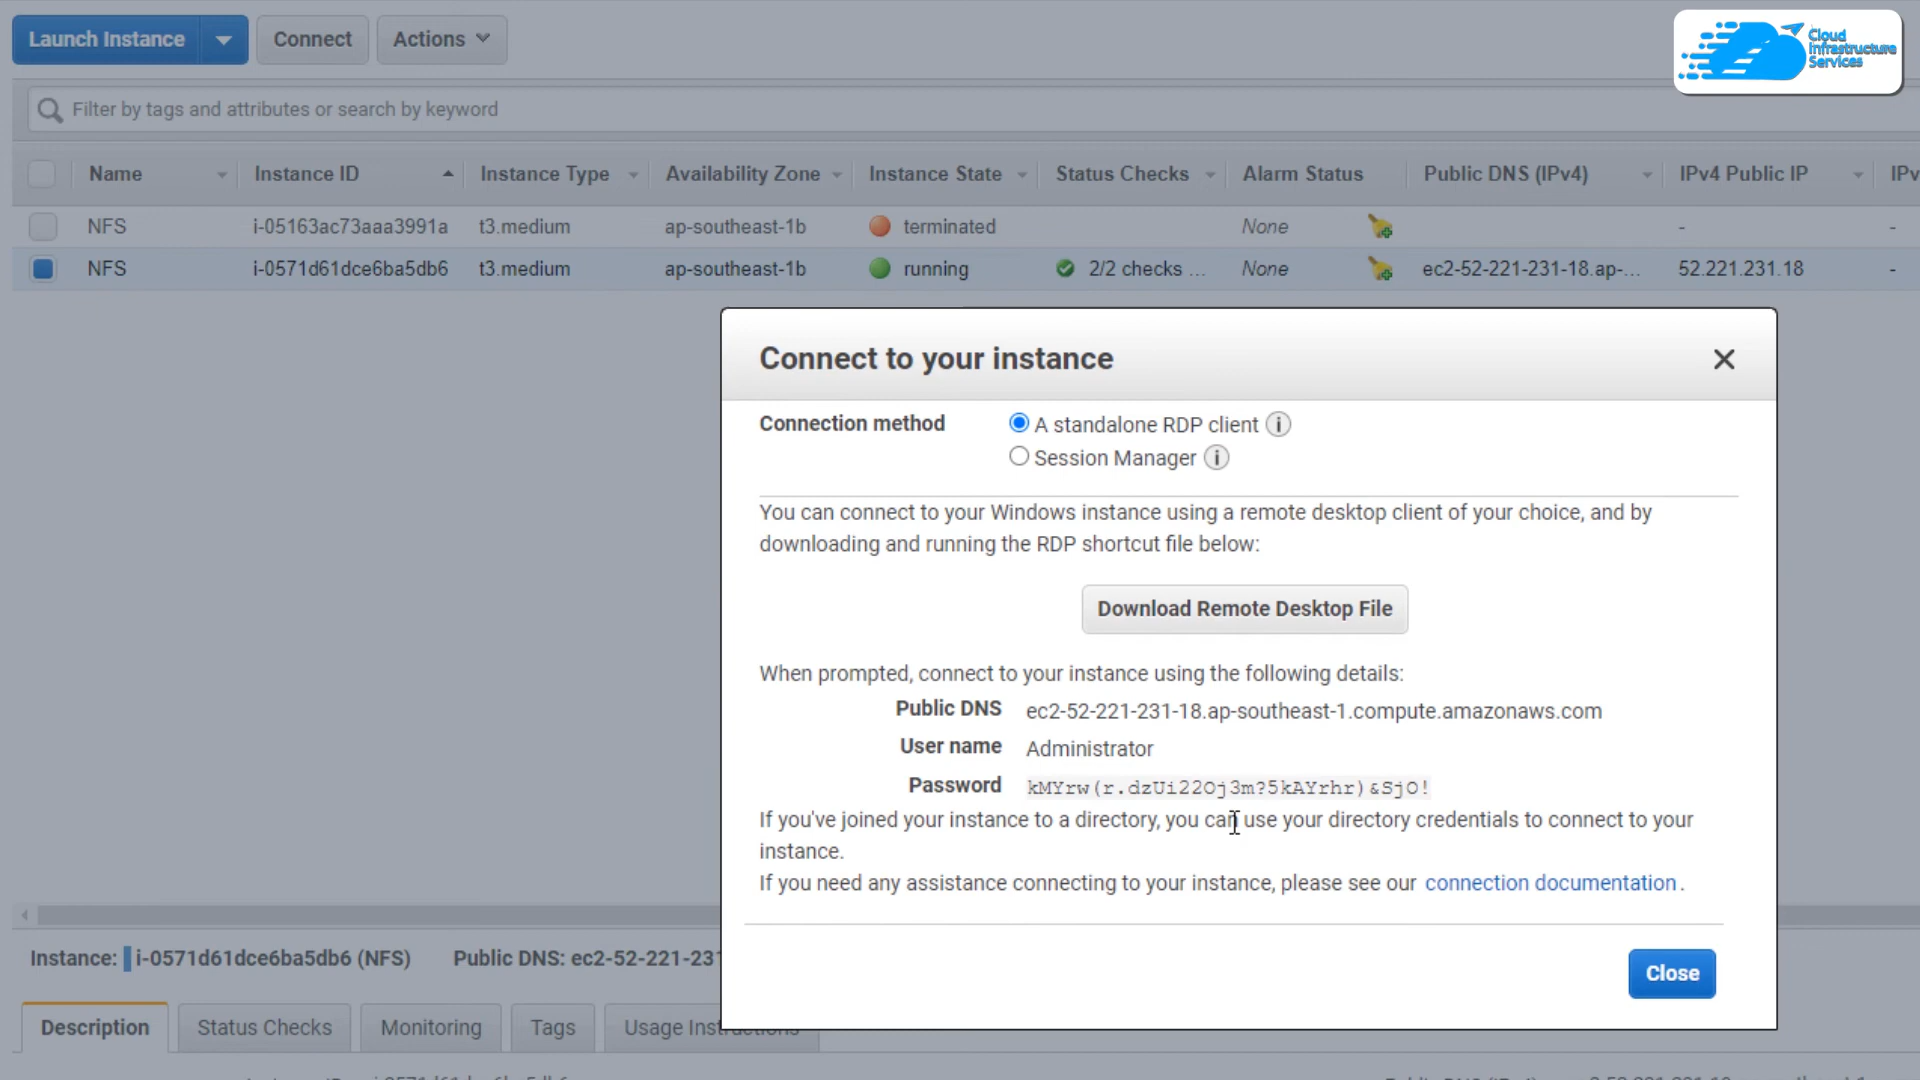 Launch Instance Connect Actions
Cloud
Infrastructure
Services
Filter by tags and attributes or search by keyword
Name Instance ID Instance Type Availability Zone Instance State Status Checks Alarm Status Public DNS (IPv4) IPv4 Public IP IPv
NFS i-05163ac73aaa3991a t3.medium ap-southeast-1b terminated None - -
NFS i-0571d61dce6ba5db6 t3.medium ap-southeast-1b running 2/2 checks ... None ec2-52-221-231-18.ap-... 52.221.231.18 -
Connect to your instance
Connection method A standalone RDP client i
Session Manager i
You can connect to your Windows instance using a remote desktop client of your choice, and by
downloading and running the RDP shortcut file below:
Download Remote Desktop File
When prompted, connect to your instance using the following details:
Public DNS ec2-52-221-231-18.ap-southeast-1.compute.amazonaws.com
User name Administrator
Password kMYrw(r.dzUi22Oj3m?5kAYrhr)&SjO!
If you've joined your instance to a directory, you can use your directory credentials to connect to your
instance.
If you need any assistance connecting to your instance, please see our connection documentation.
Close
Instance: i-0571d61dce6ba5db6 (NFS) Public DNS: ec2-52-221-231
Description Status Checks Monitoring Tags Usage Instructions